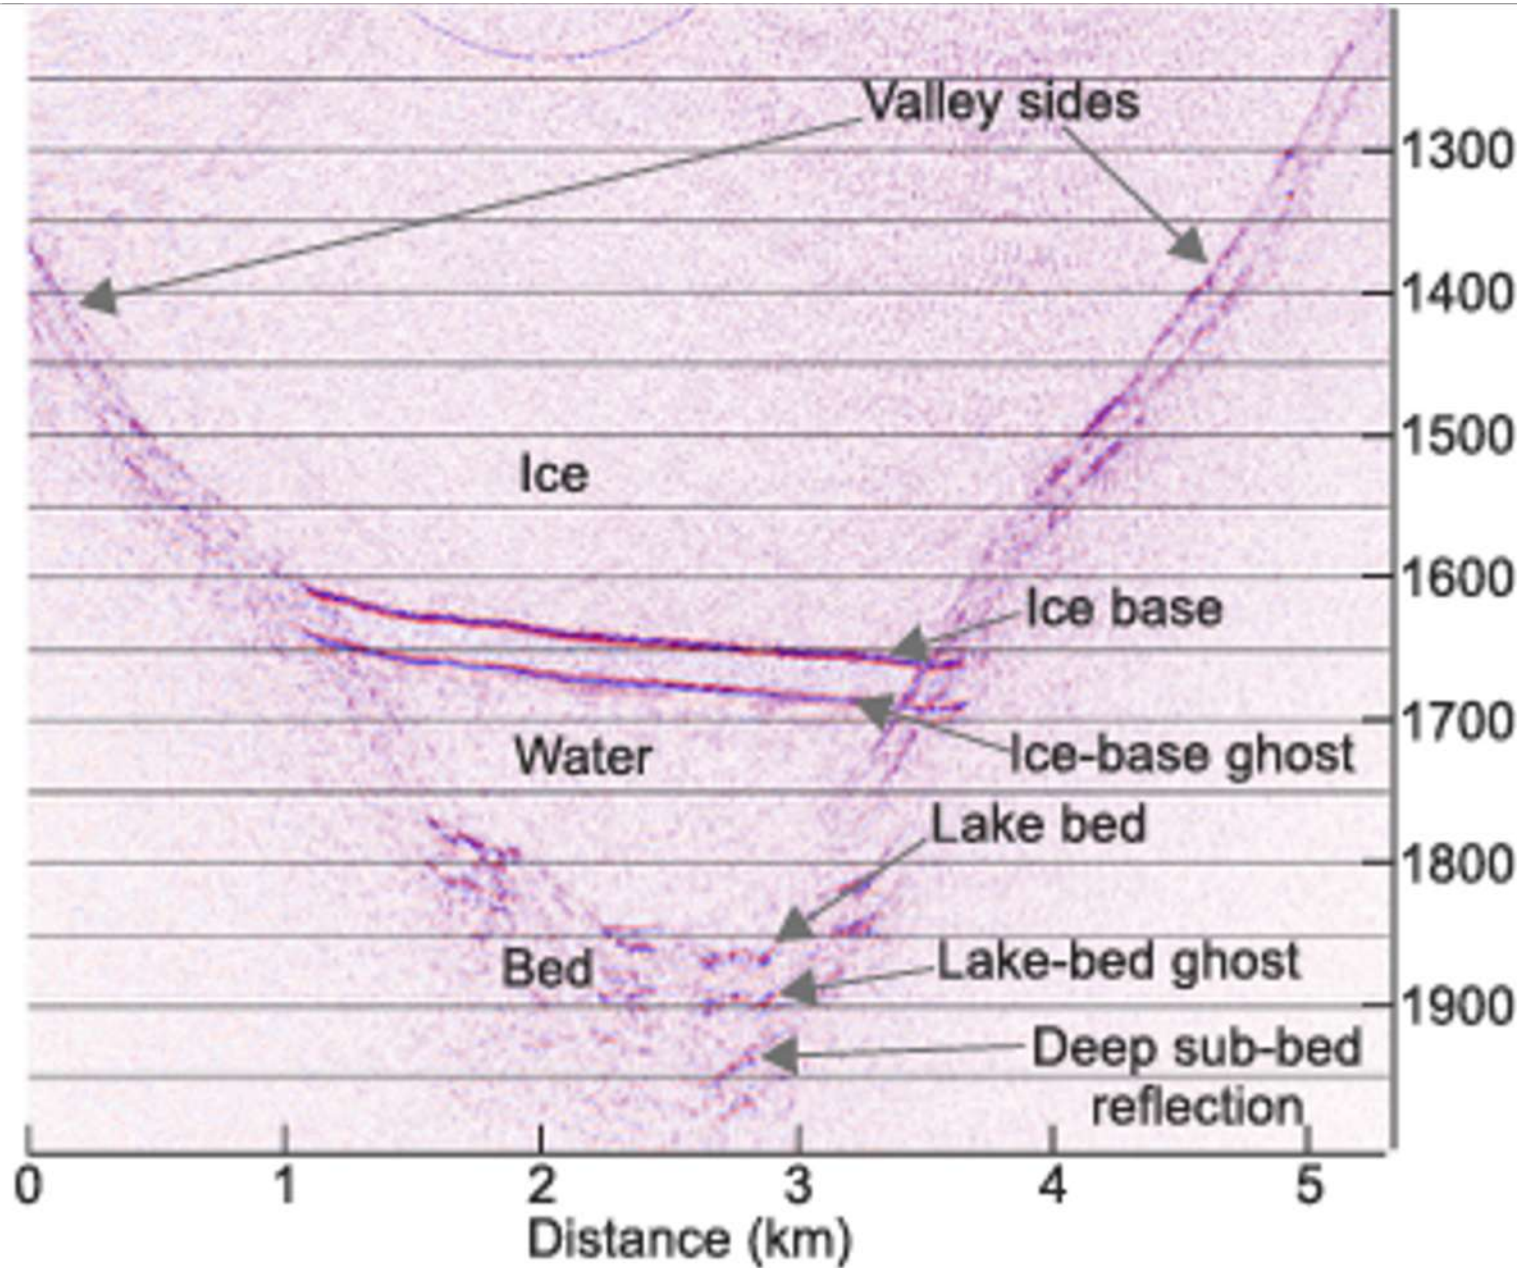 Valley sides
1300
1400
1500
Ice
1600
Ice base
1700
Water
Ice-base ghost
Lake bed
1800
Bed
Lake-bed ghost
1900
Deep sub-bed
reflection
0 1 2 3 4 5
Distance (km)